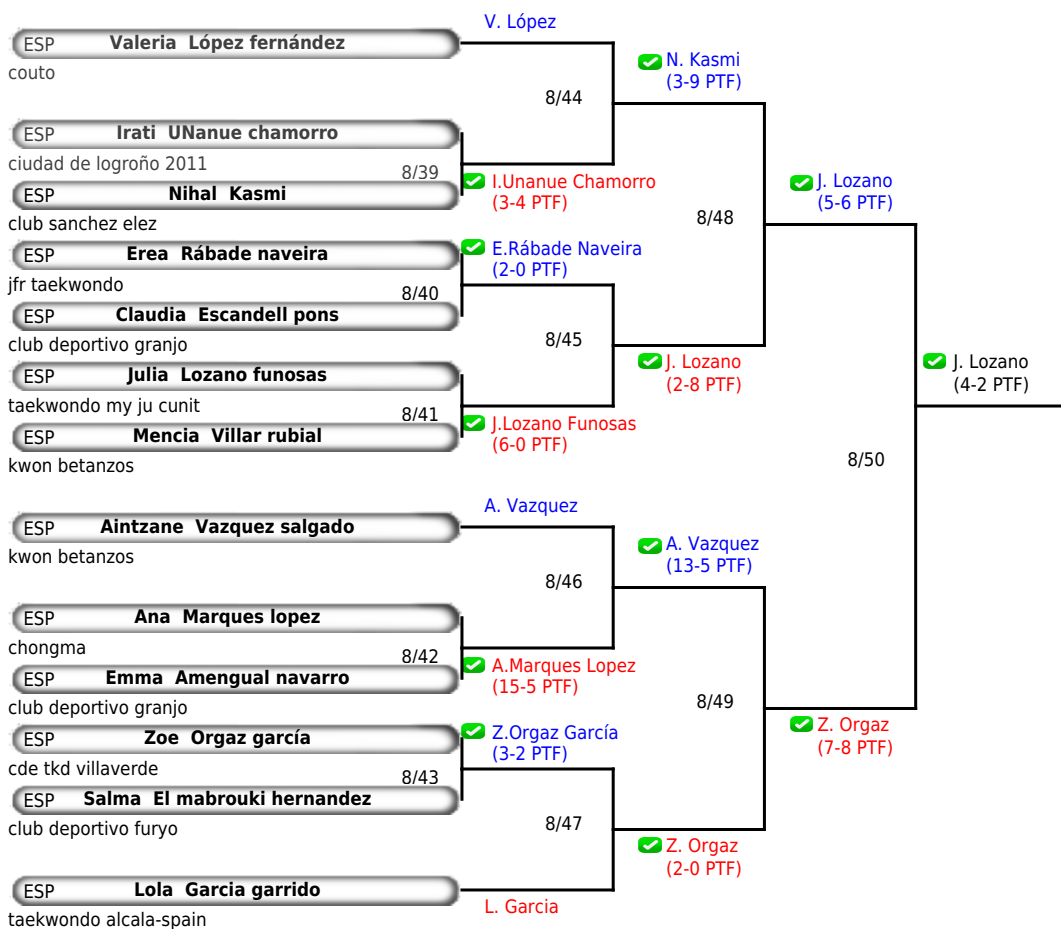 V. López
ESP Valeria López fernández
couto
N. Kasmi
(3-9 PTF)
8/44
ESP Irati UNanue chamorro
ciudad de logroño 2011
8/39
I.Unanue Chamorro
(3-4 PTF)
J. Lozano
(5-6 PTF)
ESP Nihal Kasmi
club sanchez elez
8/48
ESP Erea Rábade naveira
E.Rábade Naveira
(2-0 PTF)
jfr taekwondo
8/40
ESP Claudia Escandell pons
club deportivo granjo
8/45
J. Lozano
(2-8 PTF)
J. Lozano
(4-2 PTF)
ESP Julia Lozano funosas
taekwondo my ju cunit
8/41
J.Lozano Funosas
(6-0 PTF)
ESP Mencia Villar rubial
kwon betanzos
8/50
A. Vazquez
ESP Aintzane Vazquez salgado
kwon betanzos
A. Vazquez
(13-5 PTF)
8/46
ESP Ana Marques lopez
chongma
8/42
A.Marques Lopez
(15-5 PTF)
ESP Emma Amengual navarro
club deportivo granjo
8/49
Z. Orgaz
(7-8 PTF)
ESP Zoe Orgaz garcía
Z.Orgaz García
(3-2 PTF)
cde tkd villaverde
8/43
ESP Salma El mabrouki hernandez
club deportivo furyo
8/47
Z. Orgaz
(2-0 PTF)
ESP Lola Garcia garrido
L. Garcia
taekwondo alcala-spain